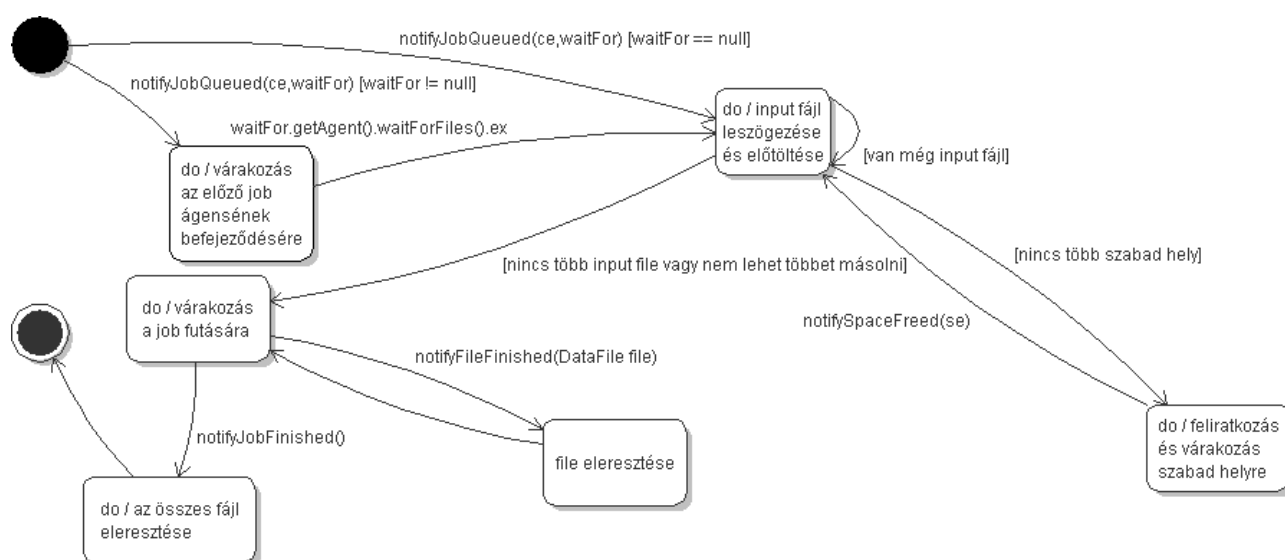 notifyJobQueued(ce,waitFor) [waitFor == null]
notifyJobQueued(ce,waitFor) [waitFor != null]
waitFor.getAgent().waitForFiles().ex
do / input fájl
leszögezése
és előtöltése
[van még input fájl]
do / várakozás
az előző job
ágensének
befejeződésére
[nincs több szabad hely]
[nincs több input file vagy nem lehet többet másolni]
do / várakozás
a job futására
notifySpaceFreed(se)
notifyFileFinished(DataFile file)
notifyJobFinished()
file eleresztése
do / feliratkozás
és várakozás
szabad helyre
do / az összes fájl
eleresztése